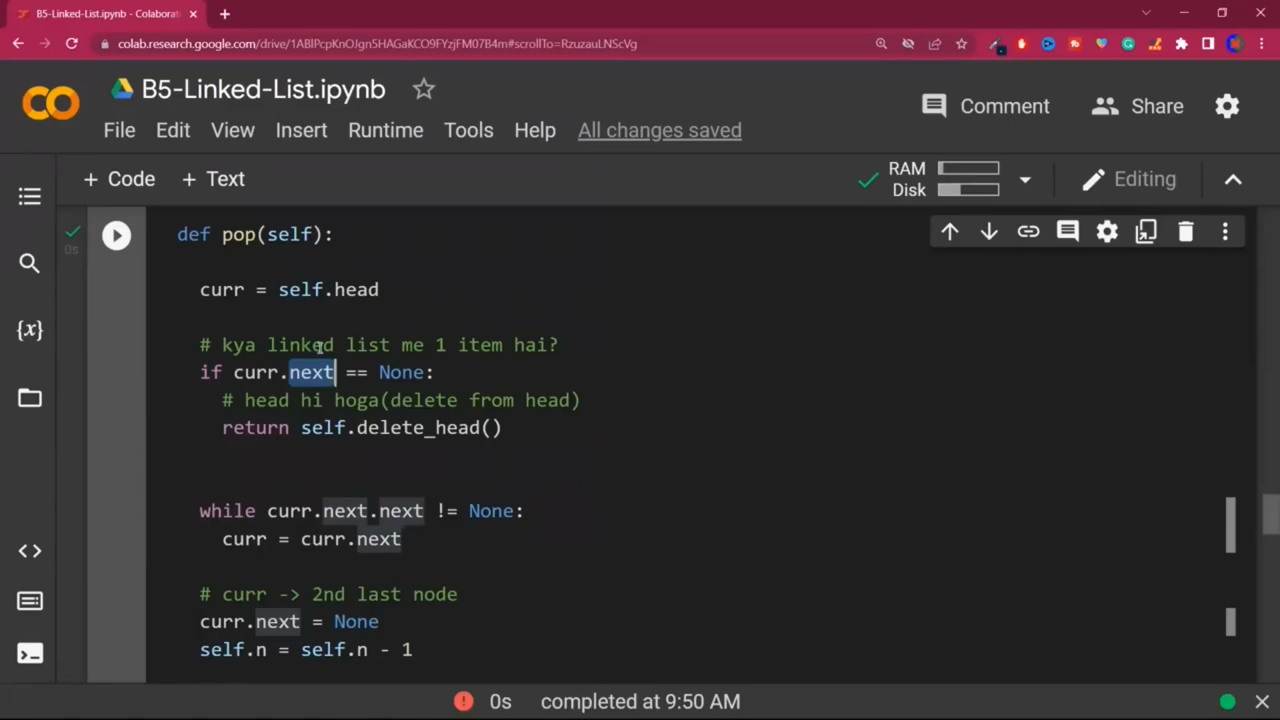 B5-Linked-List.ipynb - Colaborat
colab.research.google.com/drive/1ABlPcpKnOJgn5HAGaKCO9FYzjFM07B4m#scrollTo=RzuzauLNScVg
B5-Linked-List.ipynb
Comment
Share
File Edit View Insert Runtime Tools Help All changes saved
+ Code + Text
RAM
Disk
Editing
0s
def pop(self):
curr = self.head
# kya linked list me 1 item hai?
if curr.next == None:
# head hi hoga(delete from head)
return self.delete_head()
while curr.next.next != None:
curr = curr.next
# curr -> 2nd last node
curr.next = None
self.n = self.n - 1
0s completed at 9:50 AM